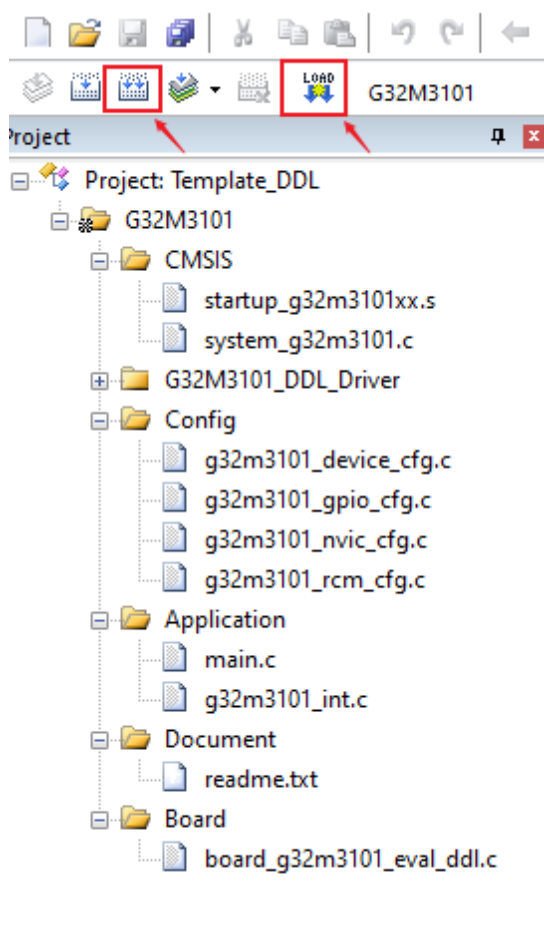 LOAD
G32M3101
Project
Project: Template_DDL
G32M3101
CMSIS
startup_g32m3101xx.s
system_g32m3101.c
G32M3101_DDL_Driver
Config
g32m3101_device_cfg.c
g32m3101_gpio_cfg.c
g32m3101_nvic_cfg.c
g32m3101_rcm_cfg.c
Application
main.c
g32m3101_int.c
Document
readme.txt
Board
board_g32m3101_eval_ddl.c